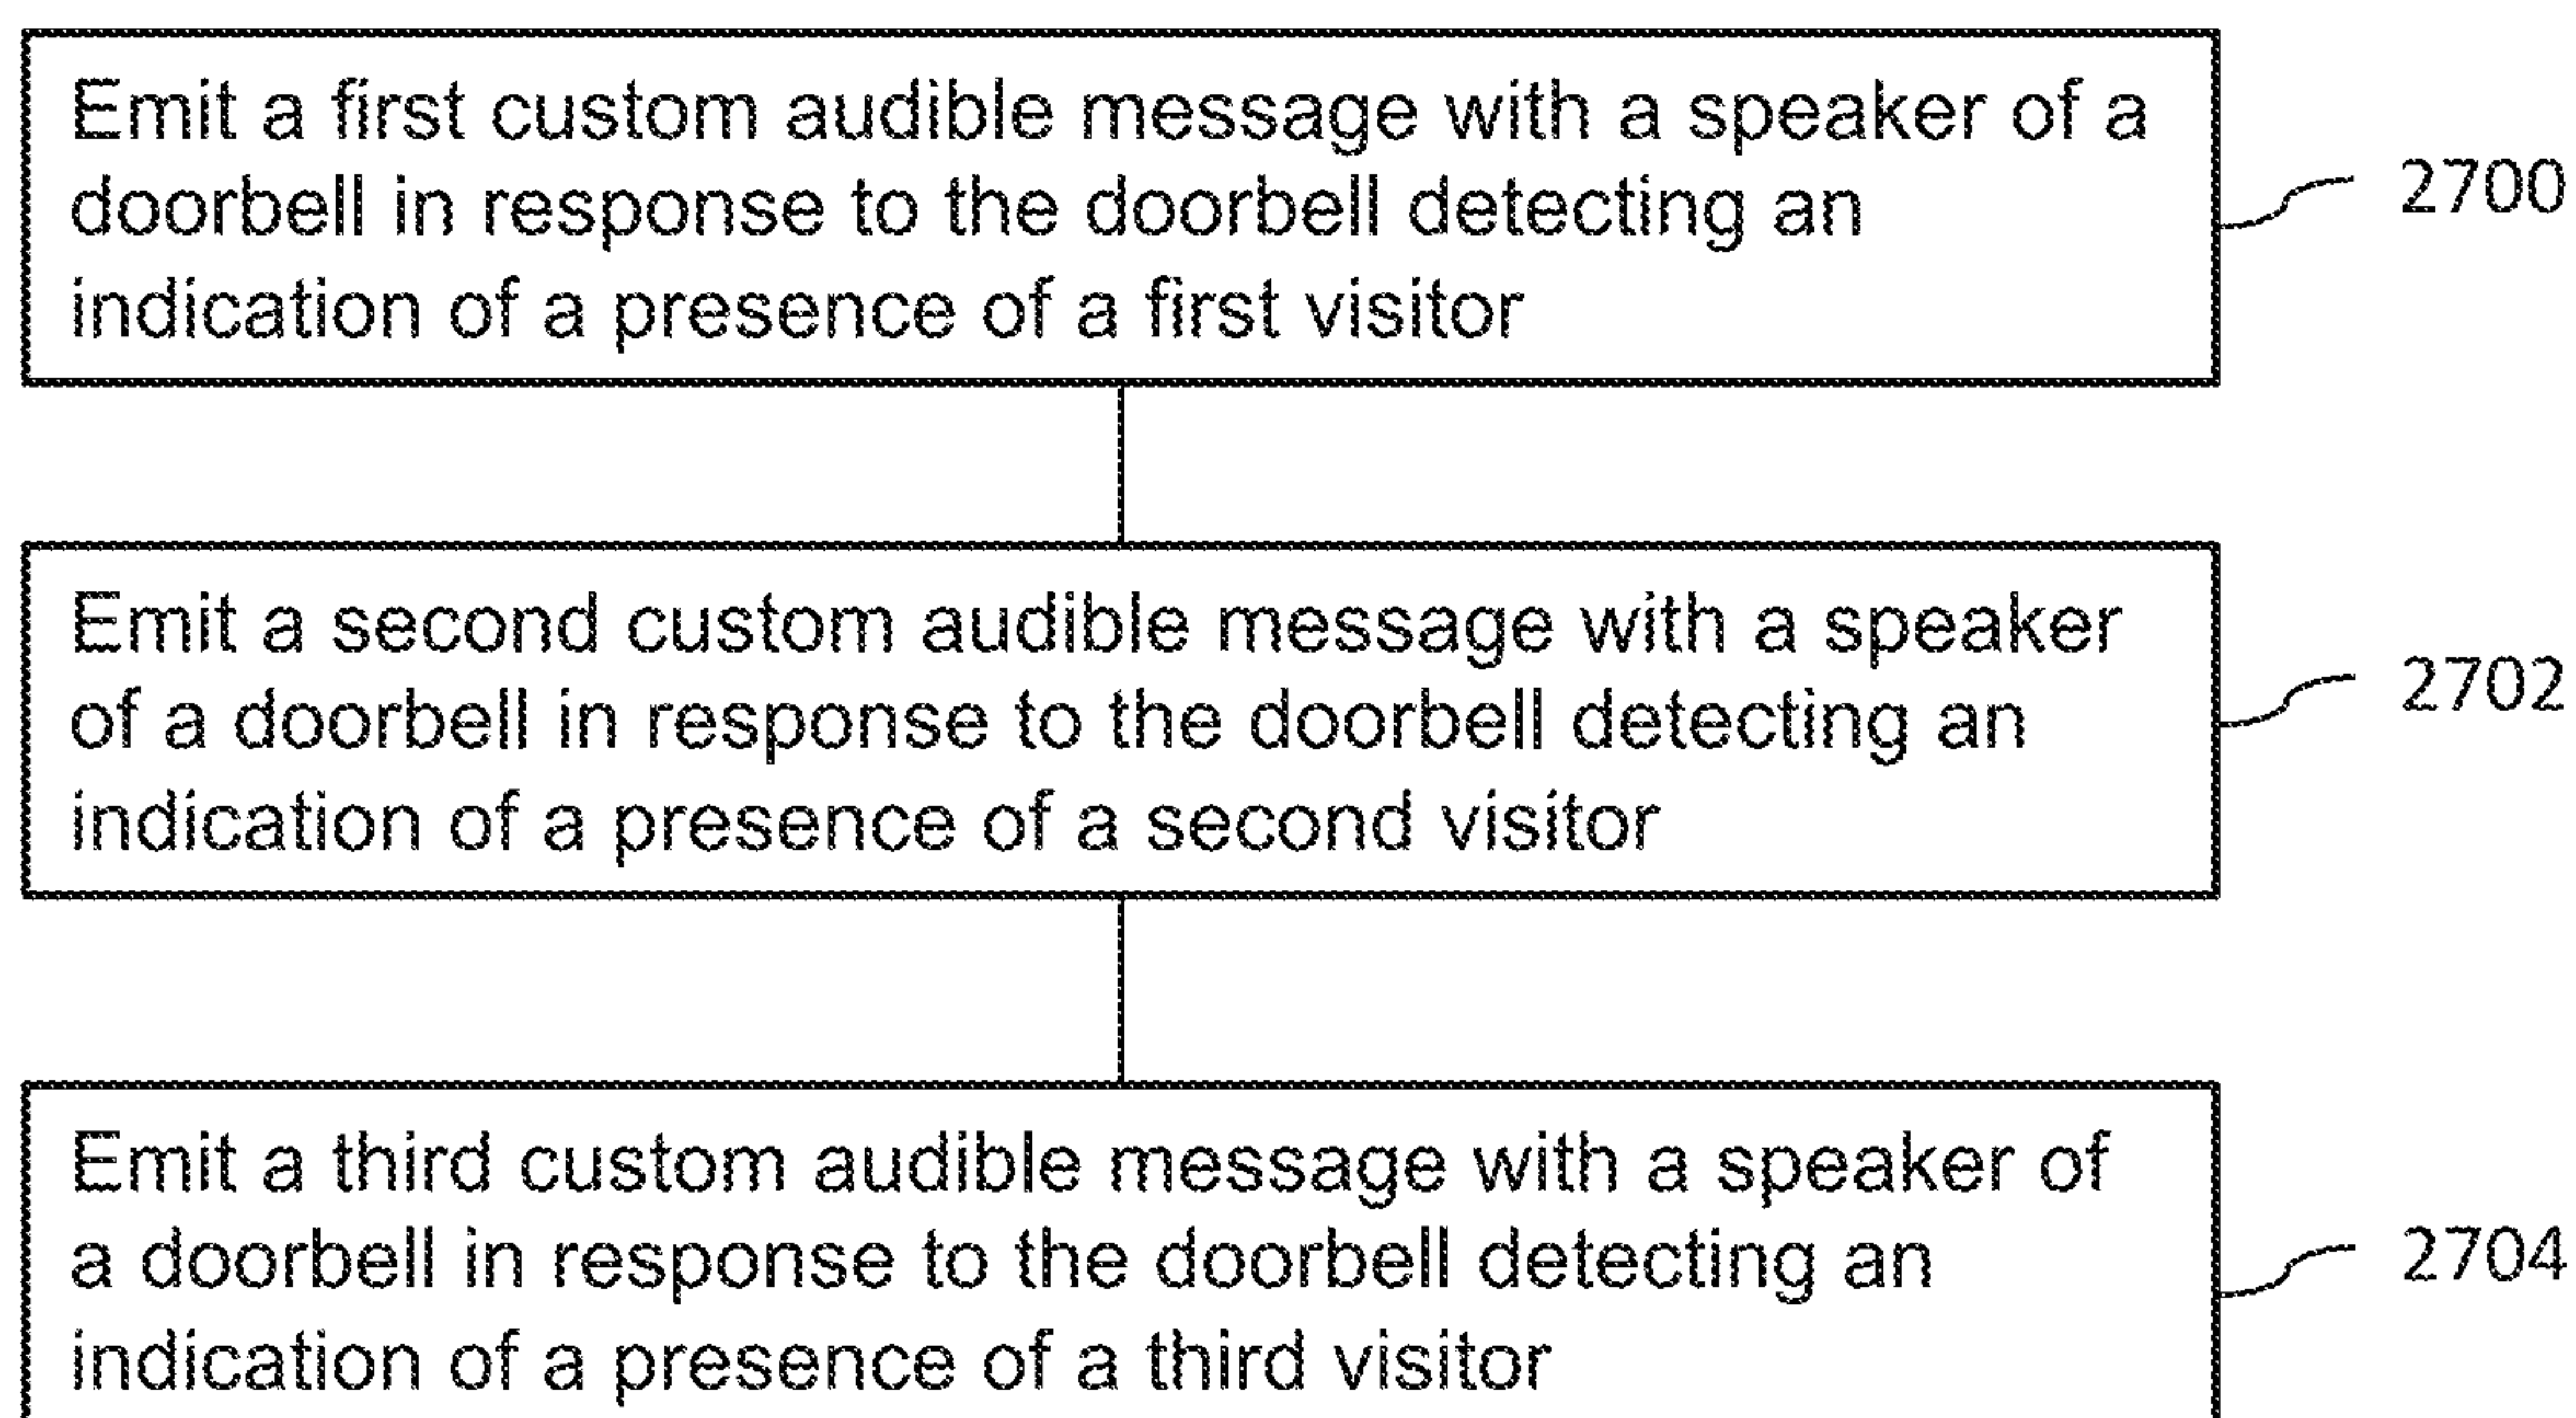 Emit a first custom audible message with a speaker of a
doorbell in response to the doorbell detecting an
indication of a presence of a first visitor
2700
Emit a second custom audible message with a speaker
of a doorbell in response to the doorbell detecting an
indication of a presence of a second visitor
2702
Emit a third custom audible message with a speaker of
a doorbell in response to the doorbell detecting an
indication of a presence of a third visitor
2704